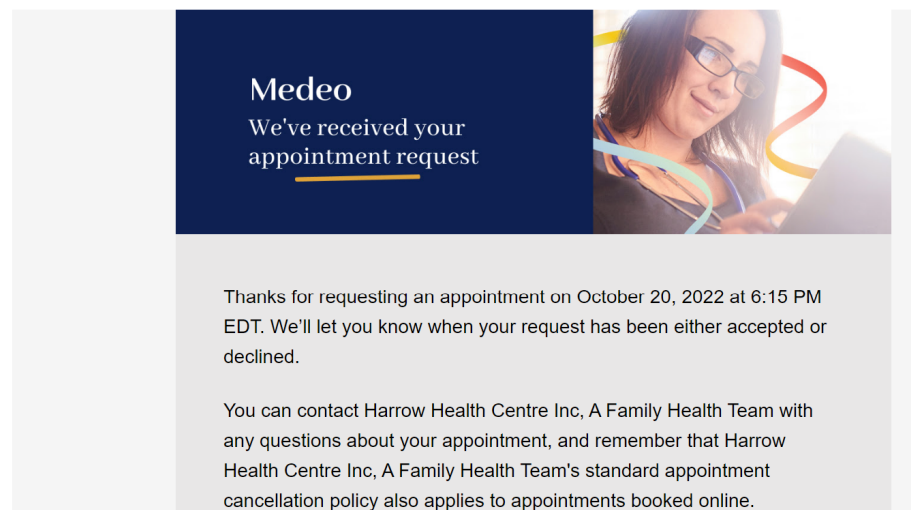 Medeo
We've received your
appointment request
Thanks for requesting an appointment on October 20, 2022 at 6:15 PM
EDT. We’ll let you know when your request has been either accepted or
declined.
You can contact Harrow Health Centre Inc, A Family Health Team with
any questions about your appointment, and remember that Harrow
Health Centre Inc, A Family Health Team's standard appointment
cancellation policy also applies to appointments booked online.